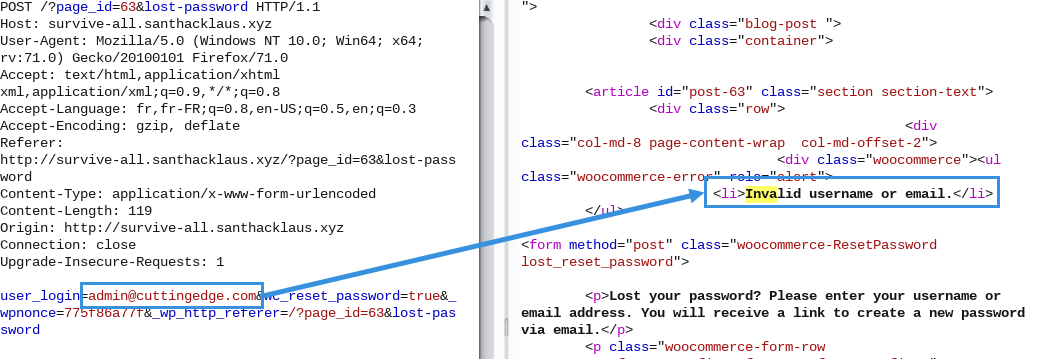 POST /?page_id=63&lost-password HTTP/1.1
Host: survive-all.santhacklaus.xyz
User-Agent: Mozilla/5.0 (Windows NT 10.0; Win64; x64;
rv:71.0) Gecko/20100101 Firefox/71.0
Accept: text/html,application/xhtml
xml,application/xml;q=0.9,*/*;q=0.8
Accept-Language: fr,fr-FR;q=0.8,en-US;q=0.5,en;q=0.3
Accept-Encoding: gzip, deflate
Referer:
http://survive-all.santhacklaus.xyz/?page_id=63&lost-pass
word
Content-Type: application/x-www-form-urlencoded
Content-Length: 119
Origin: http://survive-all.santhacklaus.xyz
Connection: close
Upgrade-Insecure-Requests: 1
user_login=admin@cuttingedge.com&wc_reset_password=true&_
wpnonce=775f86a77f&_wp_http_referer=/?page_id=63&lost-pas
sword
">
<div class="blog-post ">
<div class="container">
<article id="post-63" class="section section-text">
<div class="row">
<div
class="col-md-8 page-content-wrap  col-md-offset-2">
<div class="woocommerce"><ul
class="woocommerce-error" role="alert">
<li>Invalid username or email.</li>
</ul>
<form method="post" class="woocommerce-ResetPassword
lost_reset_password">
<p>Lost your password? Please enter your username or
email address. You will receive a link to create a new password
via email.</p>
<p class="woocommerce-form-row